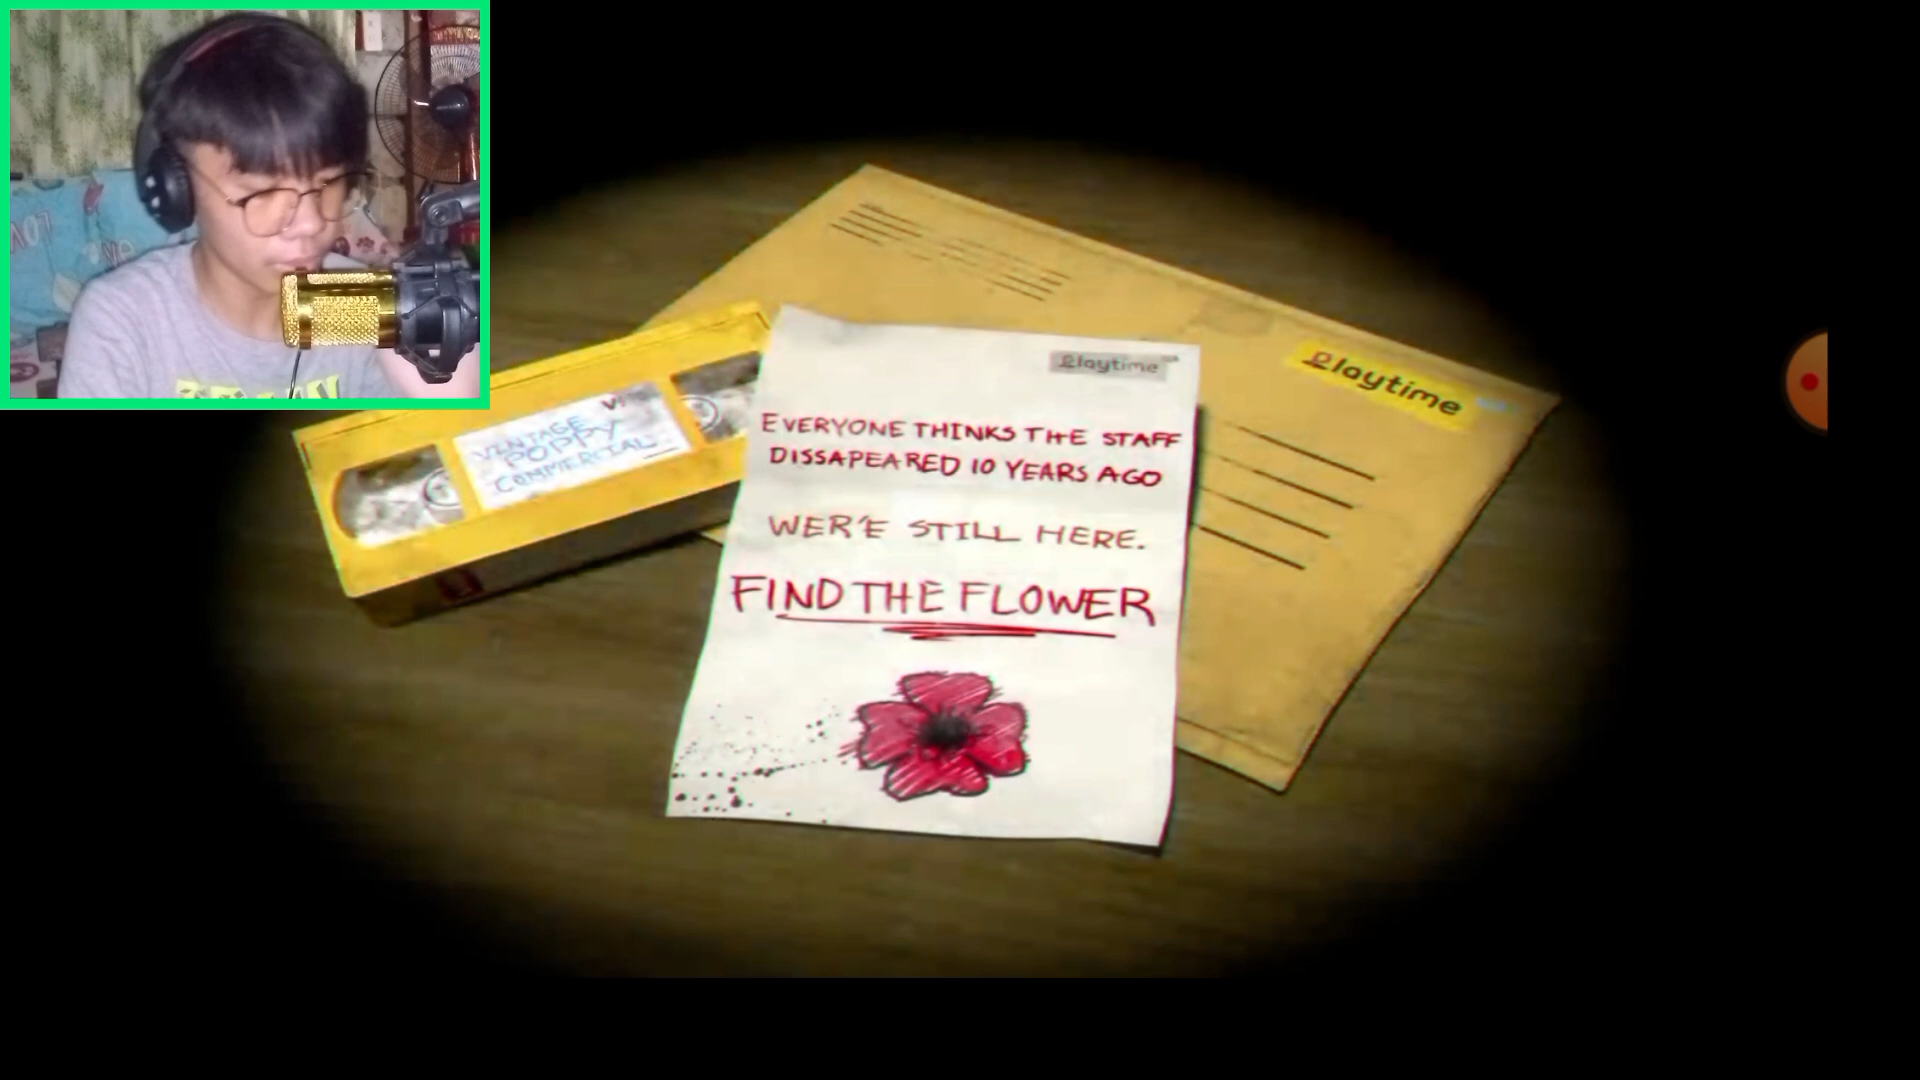 VINTAGE
POPPY
COMMERCIAL
Playtime
EVERYONE THINKS THE STAFF
DISSAPEARED 10 YEARS AGO
WER'E STILL HERE.
FIND THE FLOWER
Playtime